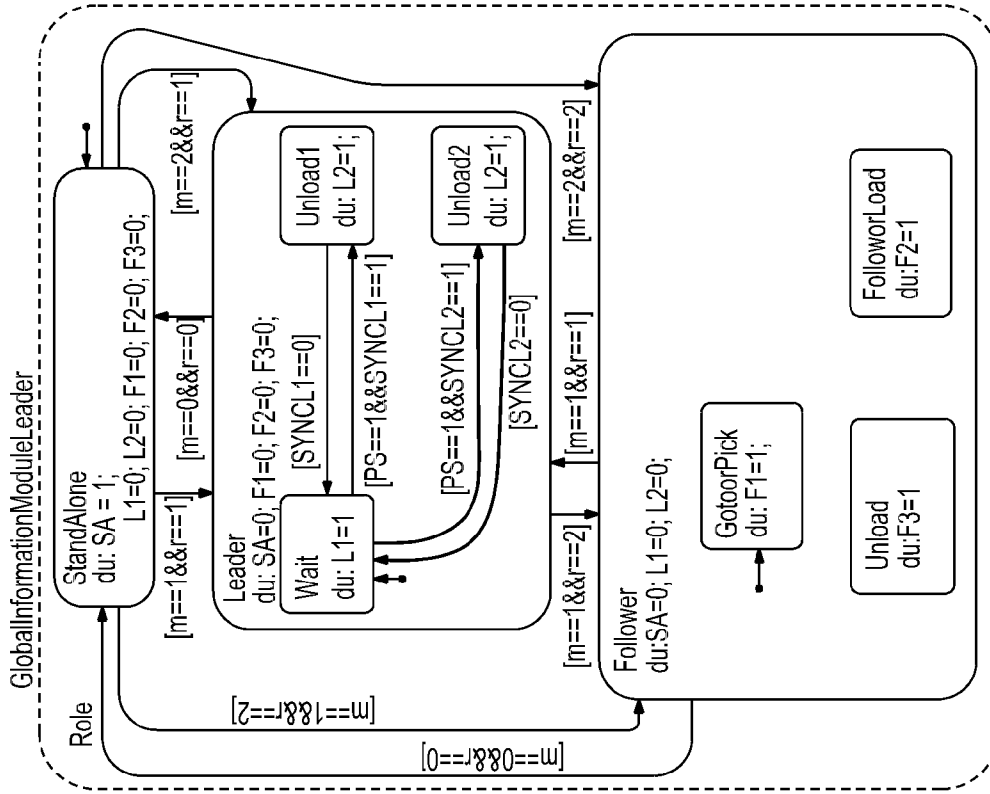 GlobalInformationModuleLeader
Role
StandAlone
du: SA = 1;
L1=0; L2=0; F1=0; F2=0; F3=0;
[m==1&&r==1]
[m==0&&r==0]
[m==2&&r==1]
Leader
du: SA=0; F1=0; F2=0; F3=0;
Wait
du: L1=1
[SYNCL1==0]
[PS==1&&SYNCL1==1]
Unload1
du: L2=1;
[PS==1&&SYNCL2==1]
[SYNCL2==0]
Unload2
du: L2=1;
[m==1&&r==2]
[m==1&&r==1]
[m==2&&r==2]
[m==1&&r==2]
[m==0&&r==0]
Follower
du:SA=0; L1=0; L2=0;
GotoorPick
du: F1=1;
Unload
du:F3=1
FolloworLoad
du:F2=1